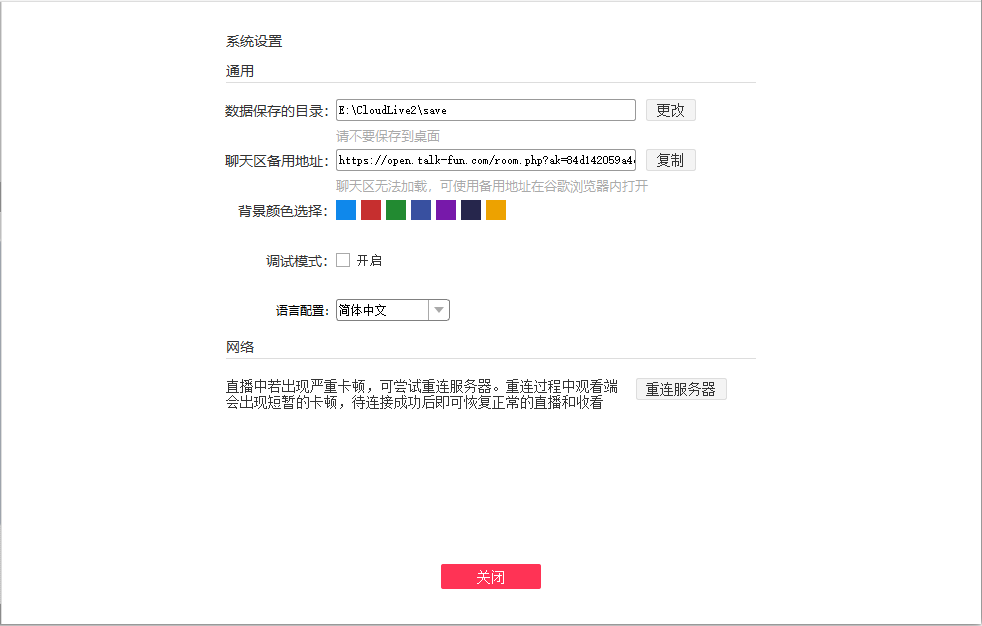 系统设置
通用
数据保存的目录： E:\CloudLive2\save 更改
请不要保存到桌面
聊天区备用地址： https://open.talk-fun.com/room.php?ak=84d142059a4 复制
聊天区无法加载，可使用备用地址在谷歌浏览器内打开
背景颜色选择：
调试模式： 开启
语言配置： 简体中文
网络
直播中若出现严重卡顿，可尝试重连服务器。重连过程中观看端
会出现短暂的卡顿，待连接成功后即可恢复正常的直播和收看
重连服务器
关闭